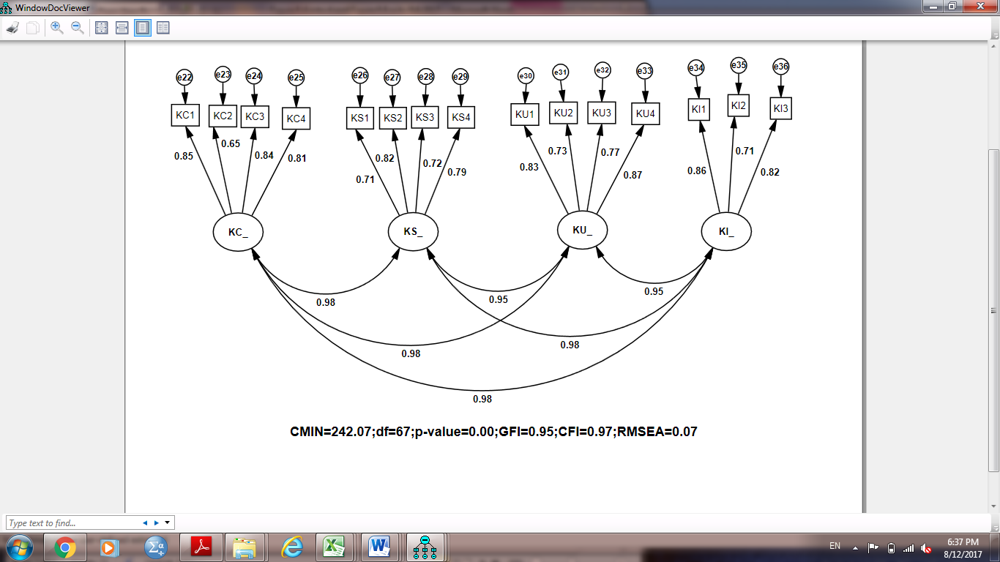 WindowDocViewer
e22 e23 e24 e25 e26 e27 e28 e29 e30 e31 e32 e33 e34 e35 e36
KC1 KC2 KC3 KC4 KS1 KS2 KS3 KS4 KU1 KU2 KU3 KU4 KI1 KI2 KI3
0.85 0.65 0.84 0.81 0.71 0.82 0.72 0.79 0.83 0.73 0.77 0.87 0.86 0.71 0.82
KC_ KS_ KU_ KI_
0.98 0.95 0.95
0.98 0.98
0.98
CMIN=242.07;df=67;p-value=0.00;GFI=0.95;CFI=0.97;RMSEA=0.07
Type text to find...
Σα
EN
6:37 PM
8/12/2017